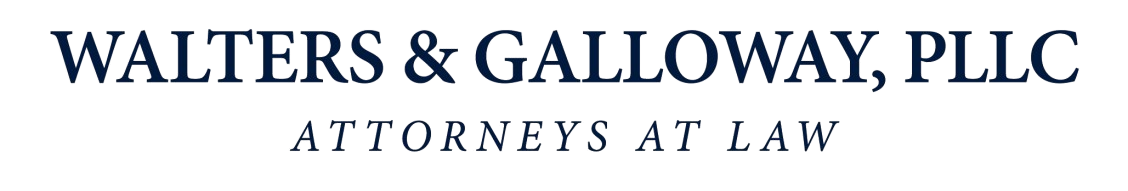 WALTERS & GALLOWAY, PLLC
ATTORNEYS AT LAW